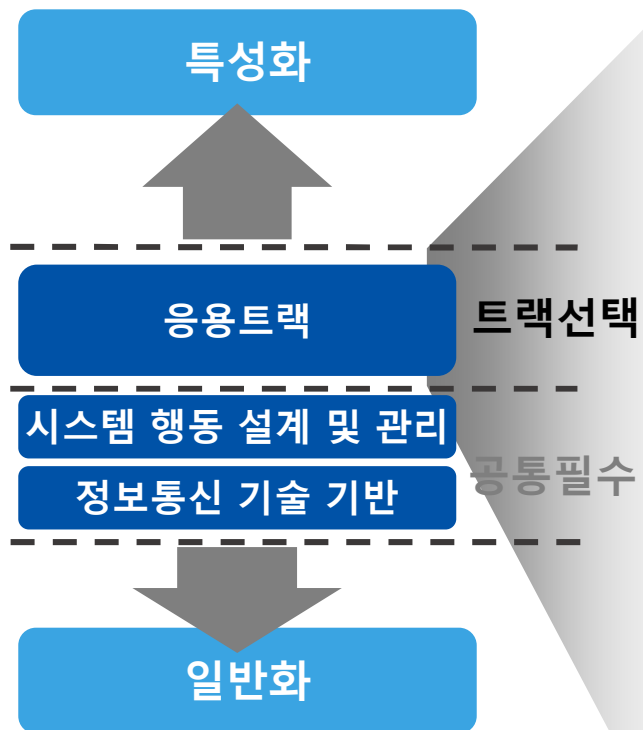 특성화
응용트랙
트랙선택
시스템 행동 설계 및 관리
공통필수
정보통신 기술 기반
일반화